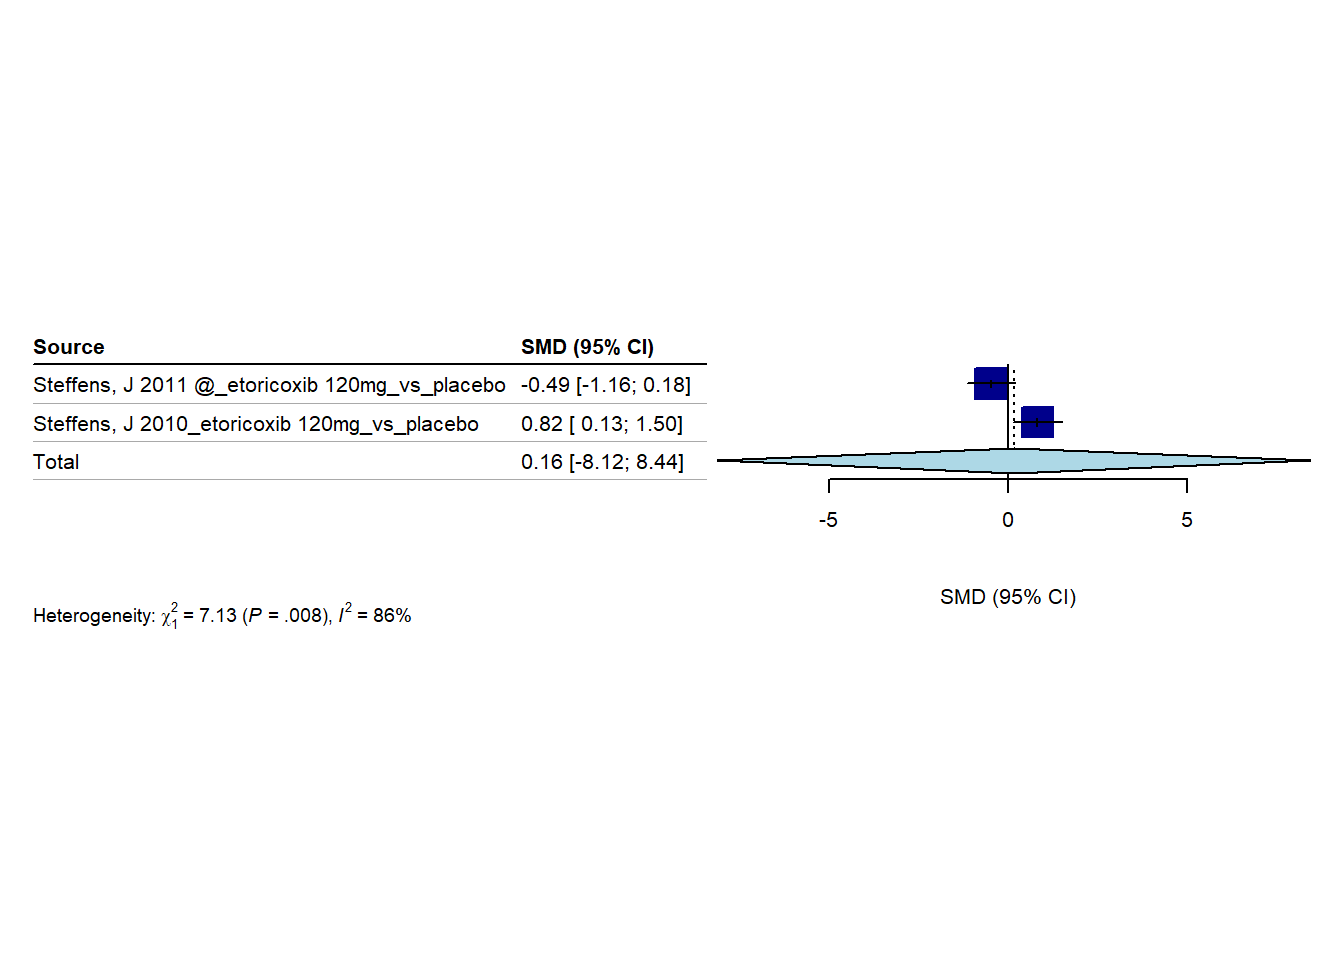 Source SMD (95% CI)
Steffens, J 2011 @_etoricoxib 120mg_vs_placebo -0.49 [-1.16; 0.18]
Steffens, J 2010_etoricoxib 120mg_vs_placebo 0.82 [ 0.13; 1.50]
Total 0.16 [-8.12; 8.44]
-5 0 5
SMD (95% CI)
Heterogeneity: χ²₁ = 7.13 (P = .008), I² = 86%